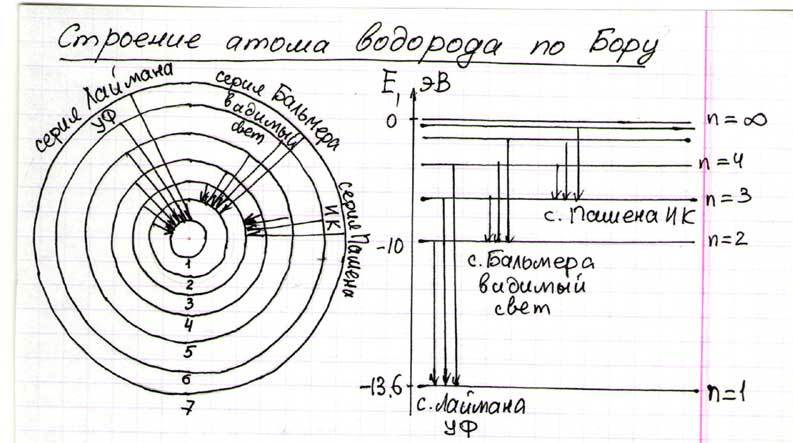 Строение атома водорода по Бору
серия Лаймана
УФ
серия Бальмера
видимый
свет
серия Пашена
ИК
1
2
3
4
5
6
7
E, эВ
0
-10
-13,6
n=∞
n=4
n=3
n=2
n=1
с. Пашена ИК
с. Бальмера
видимый
свет
с. Лаймана
УФ